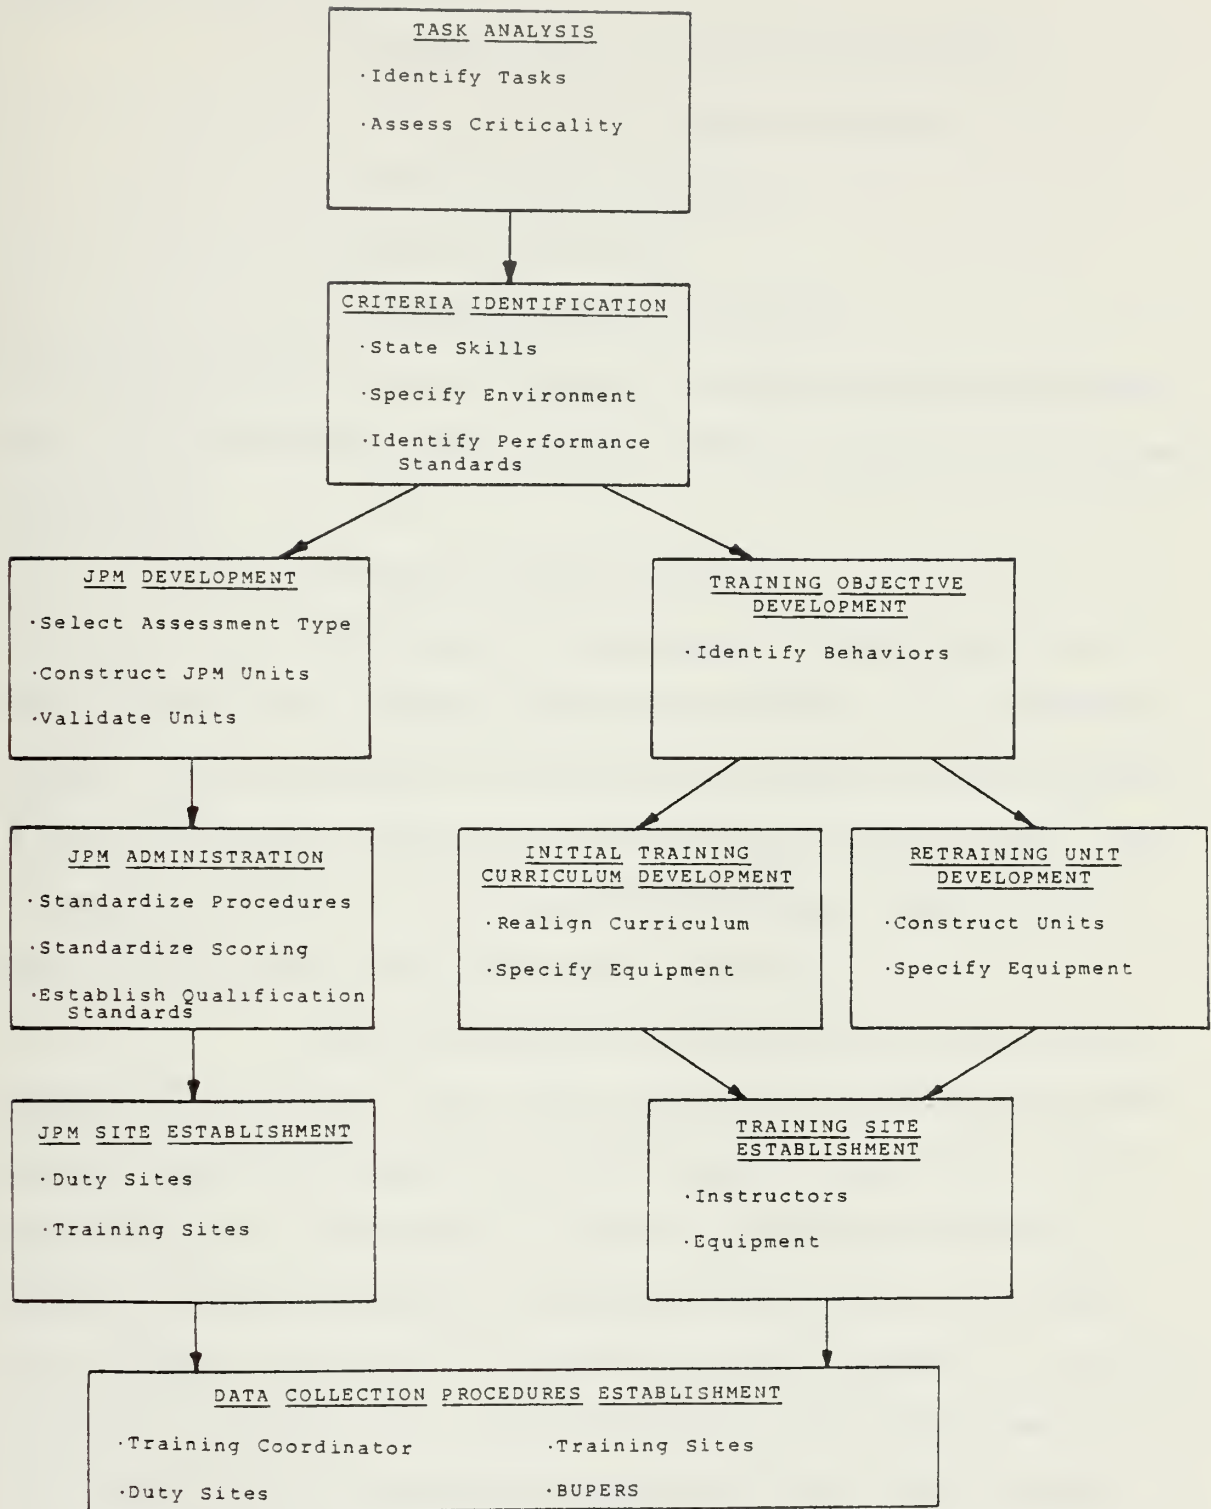 TASK ANALYSIS
·Identify Tasks
·Assess Criticality
CRITERIA IDENTIFICATION
·State Skills
·Specify Environment
·Identify Performance
Standards
JPM DEVELOPMENT
·Select Assessment Type
·Construct JPM Units
·Validate Units
TRAINING OBJECTIVE
DEVELOPMENT
·Identify Behaviors
JPM ADMINISTRATION
·Standardize Procedures
·Standardize Scoring
·Establish Qualification
Standards
INITIAL TRAINING
CURRICULUM DEVELOPMENT
·Realign Curriculum
·Specify Equipment
RETRAINING UNIT
DEVELOPMENT
·Construct Units
·Specify Equipment
JPM SITE ESTABLISHMENT
·Duty Sites
·Training Sites
TRAINING SITE
ESTABLISHMENT
·Instructors
·Equipment
DATA COLLECTION PROCEDURES ESTABLISHMENT
·Training Coordinator
·Training Sites
·Duty Sites
·BUPERS